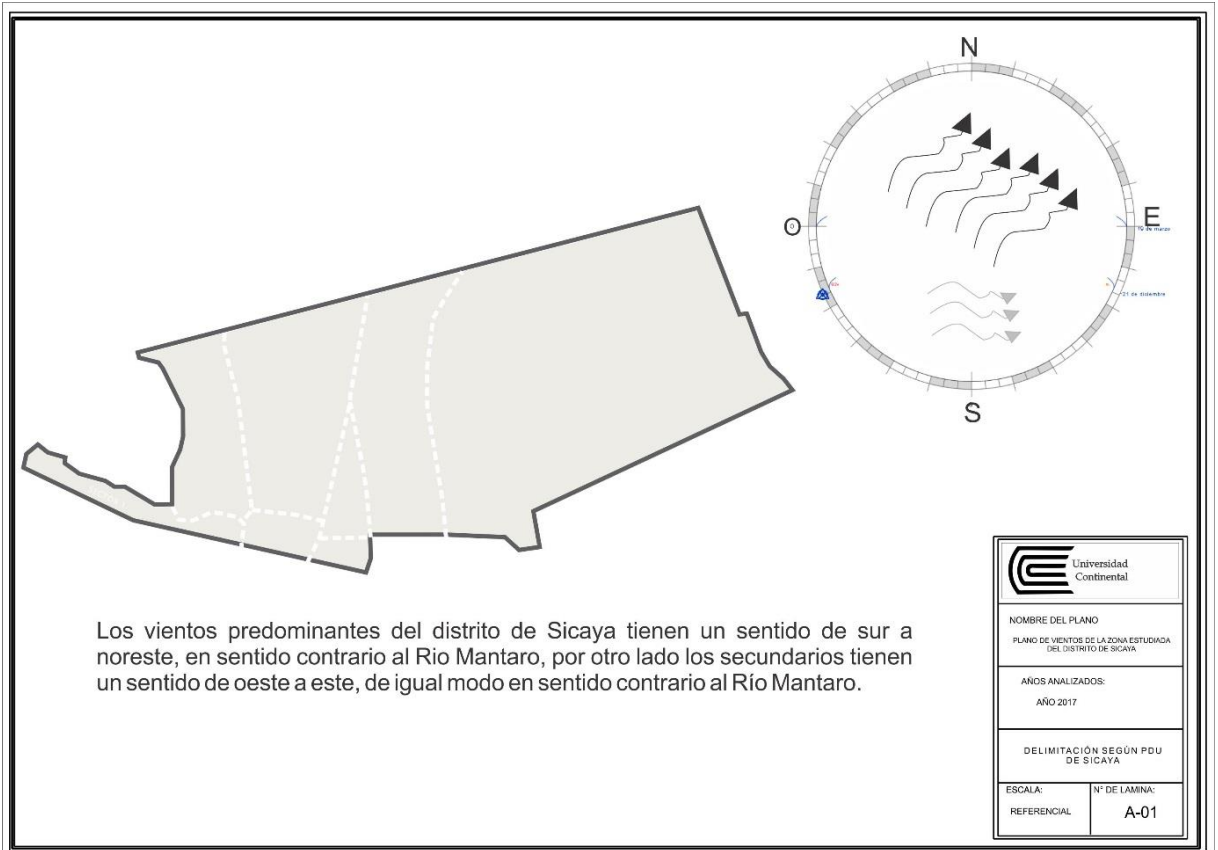 N
O
E
21 de diciembre
S
Los vientos predominantes del distrito de Sicaya tienen un sentido de sur a
noreste, en sentido contrario al Rio Mantaro, por otro lado los secundarios tienen
un sentido de oeste a este, de igual modo en sentido contrario al Río Mantaro.
Universidad
Continental
NOMBRE DEL PLANO
PLANO DE VIENTOS DE LA ZONA ESTUDIADA
DEL DISTRITO DE SICAYA
AÑOS ANALIZADOS:
AÑO 2017
DELIMITACIÓN SEGÚN PDU
DE SICAYA
ESCALA:
REFERENCIAL
N° DE LAMINA:
A-01